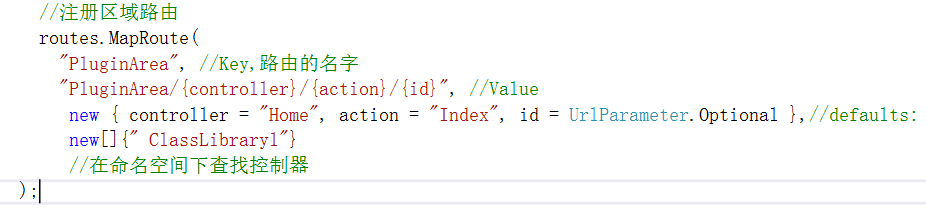 //注册区域路由
routes.MapRoute(
"PluginArea", //Key,路由的名字
"PluginArea/{controller}/{action}/{id}", //Value
new { controller = "Home", action = "Index", id = UrlParameter.Optional },//defaults:
new[]{" ClassLibrary1"}
//在命名空间下查找控制器
);